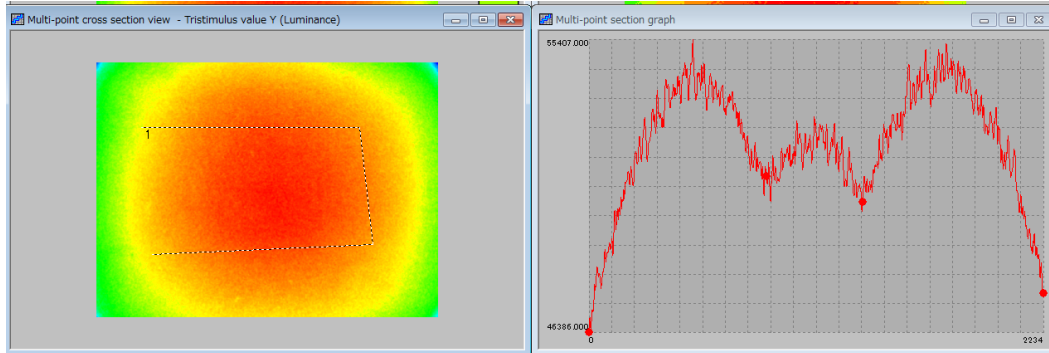 Multi-point cross section view - Tristimulus value Y (Luminance)
1
Multi-point section graph
55407.000
46386.000
0
2234